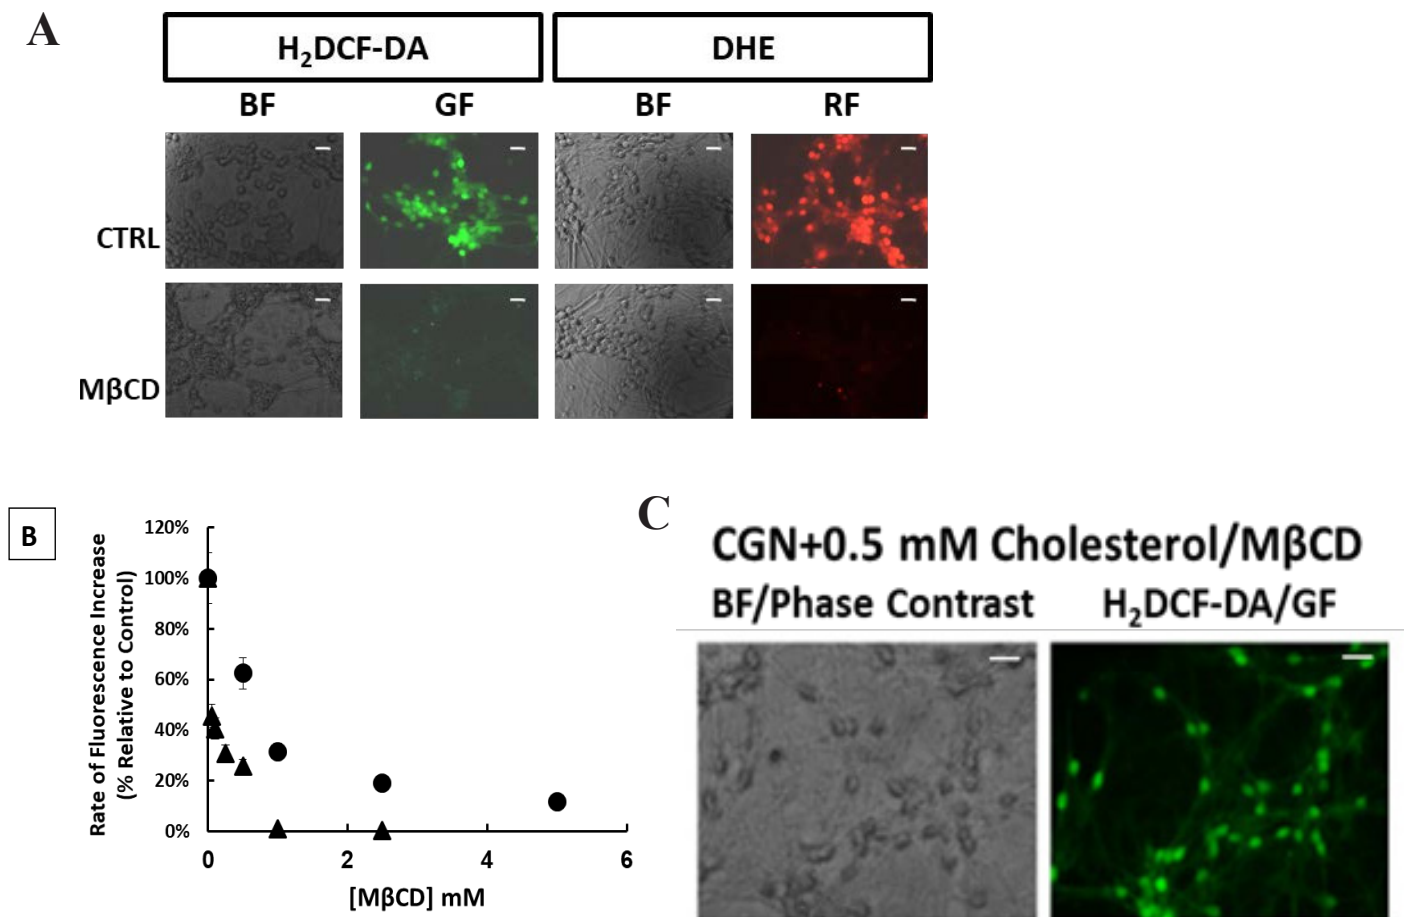 A
H₂DCF-DA DHE
BF GF BF RF
CTRL
MβCD
B
120%
100%
80%
60%
40%
20%
0%
Rate of Fluorescence Increase
(% Relative to Control)
0 2 4 6
[MβCD] mM
C
CGN+0.5 mM Cholesterol/MβCD
BF/Phase Contrast H₂DCF-DA/GF